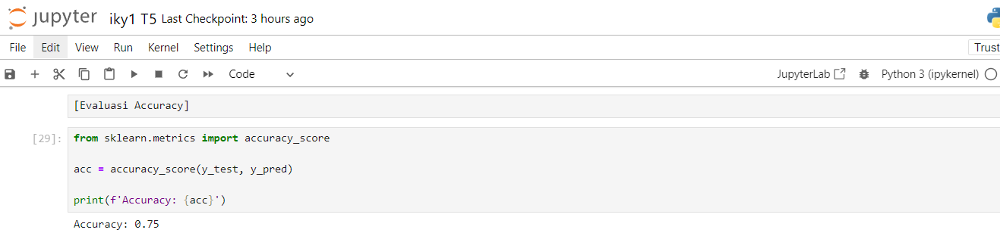 jupyter iky1 T5 Last Checkpoint: 3 hours ago
File Edit View Run Kernel Settings Help Trust
Code JupyterLab Python 3 (ipykernel)
[Evaluasi Accuracy]
[29]: from sklearn.metrics import accuracy_score
acc = accuracy_score(y_test, y_pred)
print(f'Accuracy: {acc}')
Accuracy: 0.75